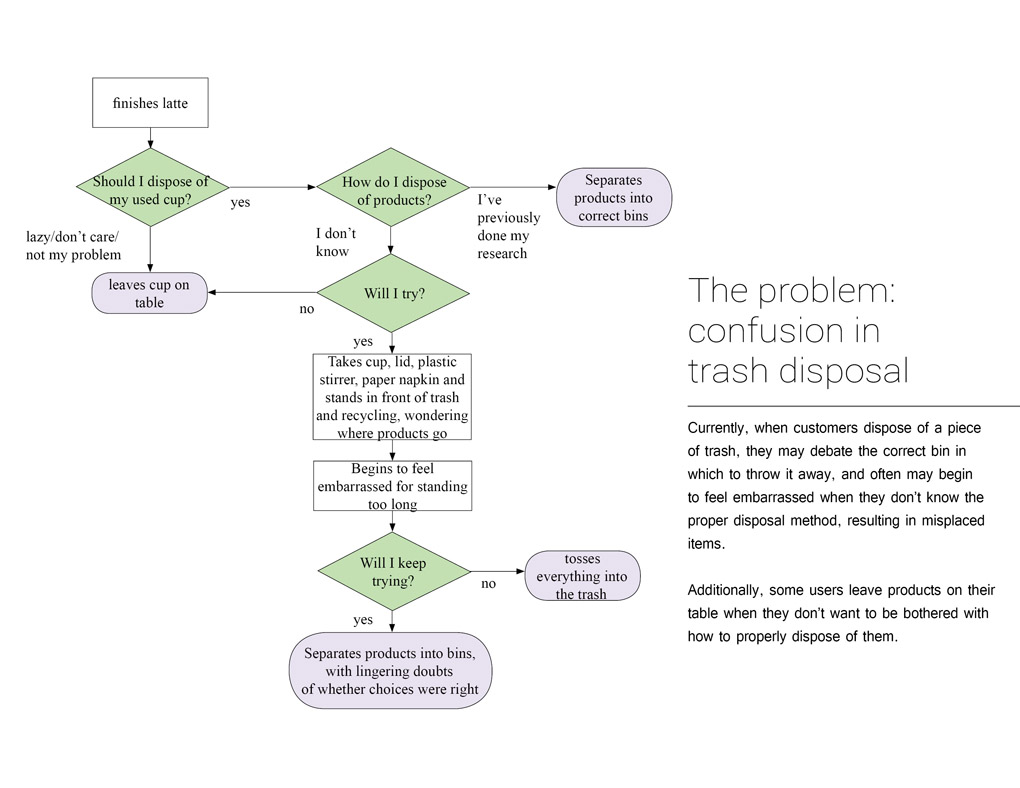 finishes latte
Should I dispose of
my used cup?
yes
How do I dispose
of products?
I've
previously
done my
research
Separates
products into
correct bins
lazy/don't care/
not my problem
I don't
know
leaves cup on
table
Will I try?
no
yes
Takes cup, lid, plastic
stirrer, paper napkin and
stands in front of trash
and recycling, wondering
where products go
Begins to feel
embarrassed for standing
too long
Will I keep
trying?
no
tosses
everything into
the trash
yes
Separates products into bins,
with lingering doubts
of whether choices were right
The problem:
confusion in
trash disposal
Currently, when customers dispose of a piece
of trash, they may debate the correct bin in
which to throw it away, and often may begin
to feel embarrassed when they don't know the
proper disposal method, resulting in misplaced
items.
Additionally, some users leave products on their
table when they don't want to be bothered with
how to properly dispose of them.